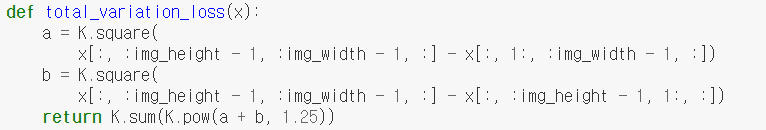 def total_variation_loss(x):
    a = K.square(
        x[:, :img_height - 1, :img_width - 1, :] - x[:, 1:, :img_width - 1, :])
    b = K.square(
        x[:, :img_height - 1, :img_width - 1, :] - x[:, :img_height - 1, 1:, :])
    return K.sum(K.pow(a + b, 1.25))